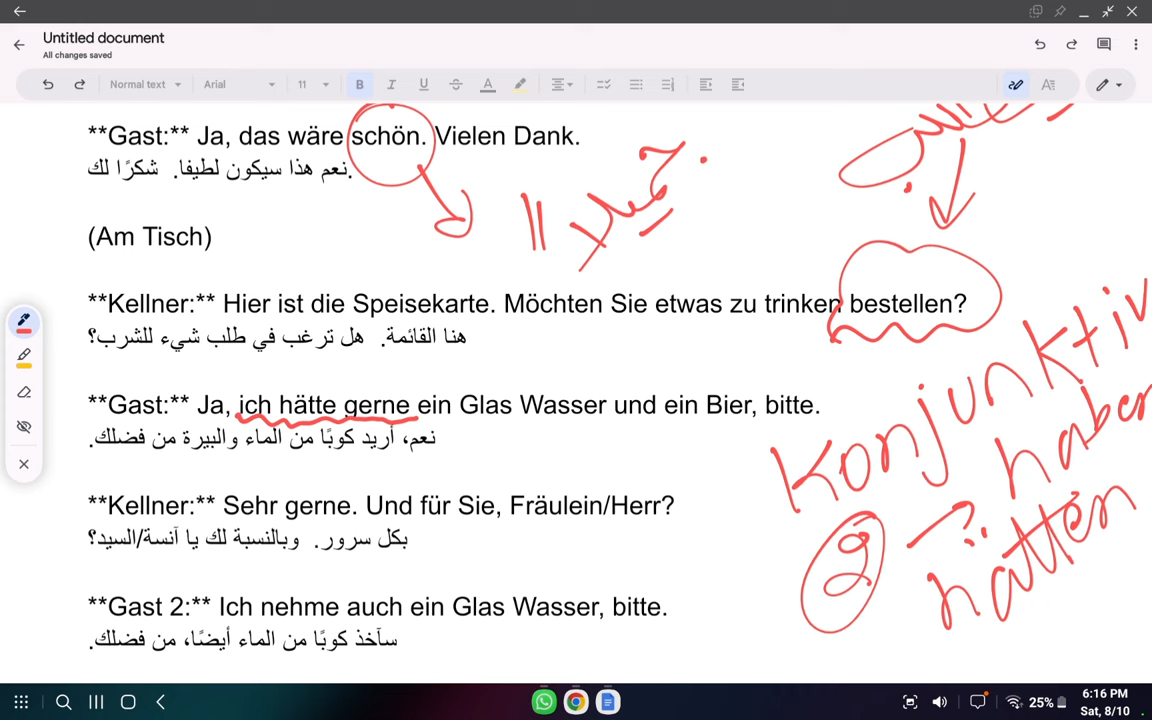 Untitled document
All changes saved
Normal text
Arial
11
B I U S A
**Gast:** Ja, das wäre schön. Vielen Dank.
نعم هذا سيكون لطيفا. شكرًا لك.
(Am Tisch)
**Kellner:** Hier ist die Speisekarte. Möchten Sie etwas zu trinken bestellen?
هنا القائمة. هل ترغب في طلب شيء للشرب؟
**Gast:** Ja, ich hätte gerne ein Glas Wasser und ein Bier, bitte.
نعم، أريد كوبًا من الماء والبيرة من فضلك.
Konjunktiv
2 haben
hatten
**Kellner:** Sehr gerne. Und für Sie, Fräulein/Herr?
بكل سرور. وبالنسبة لك يا آنسة/السيد؟
**Gast 2:** Ich nehme auch ein Glas Wasser, bitte.
سآخذ كوبًا من الماء أيضًا، من فضلك.
25%
6:16 PM
Sat, 8/10